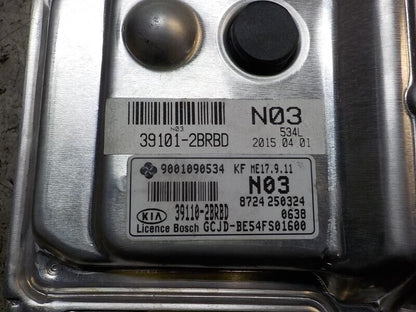 N03
N03
534L
39101-2BRBD
2015 04 01
9001090534 KF ME17.9.11
N03
8724 250324
KIA
39110-2BRBD
0638
Licence Bosch GCJD-BE54FS01600